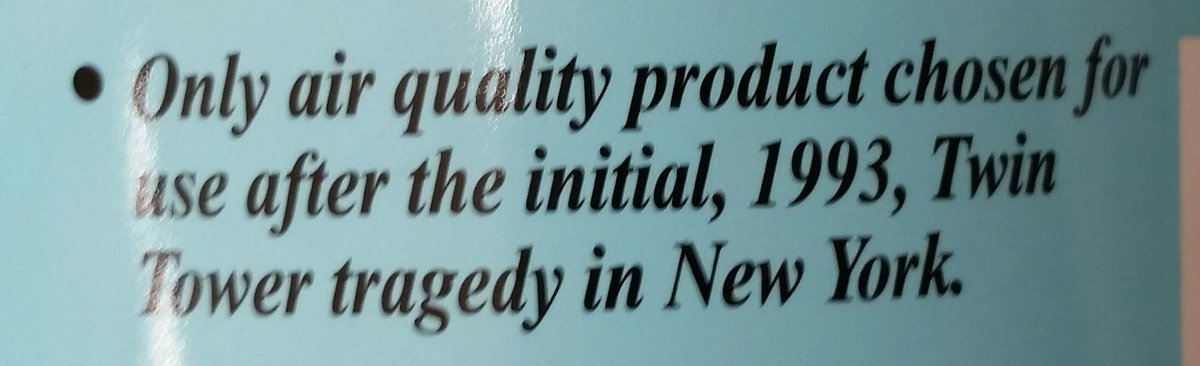 • Only air quality product chosen for
use after the initial, 1993, Twin
Tower tragedy in New York.